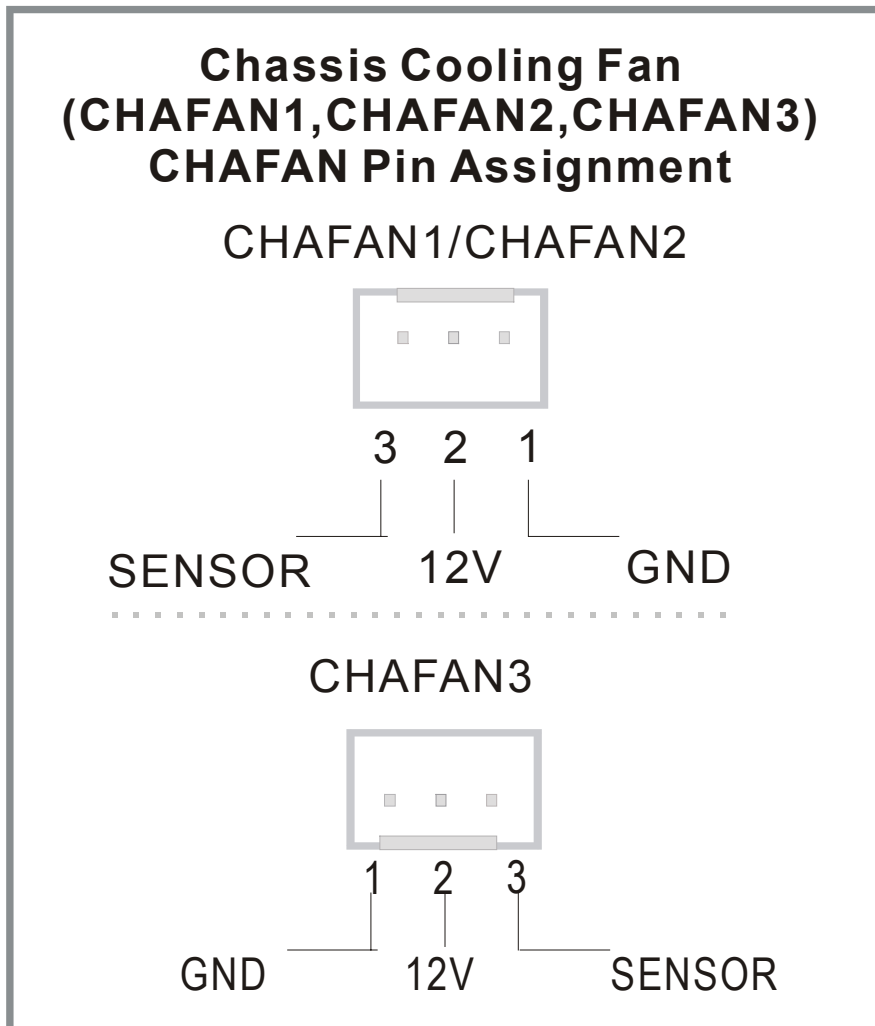 Chassis Cooling Fan
(CHAFAN1,CHAFAN2,CHAFAN3)
CHAFAN Pin Assignment
CHAFAN1/CHAFAN2
3 2 1
SENSOR 12V GND
CHAFAN3
1 2 3
GND 12V SENSOR